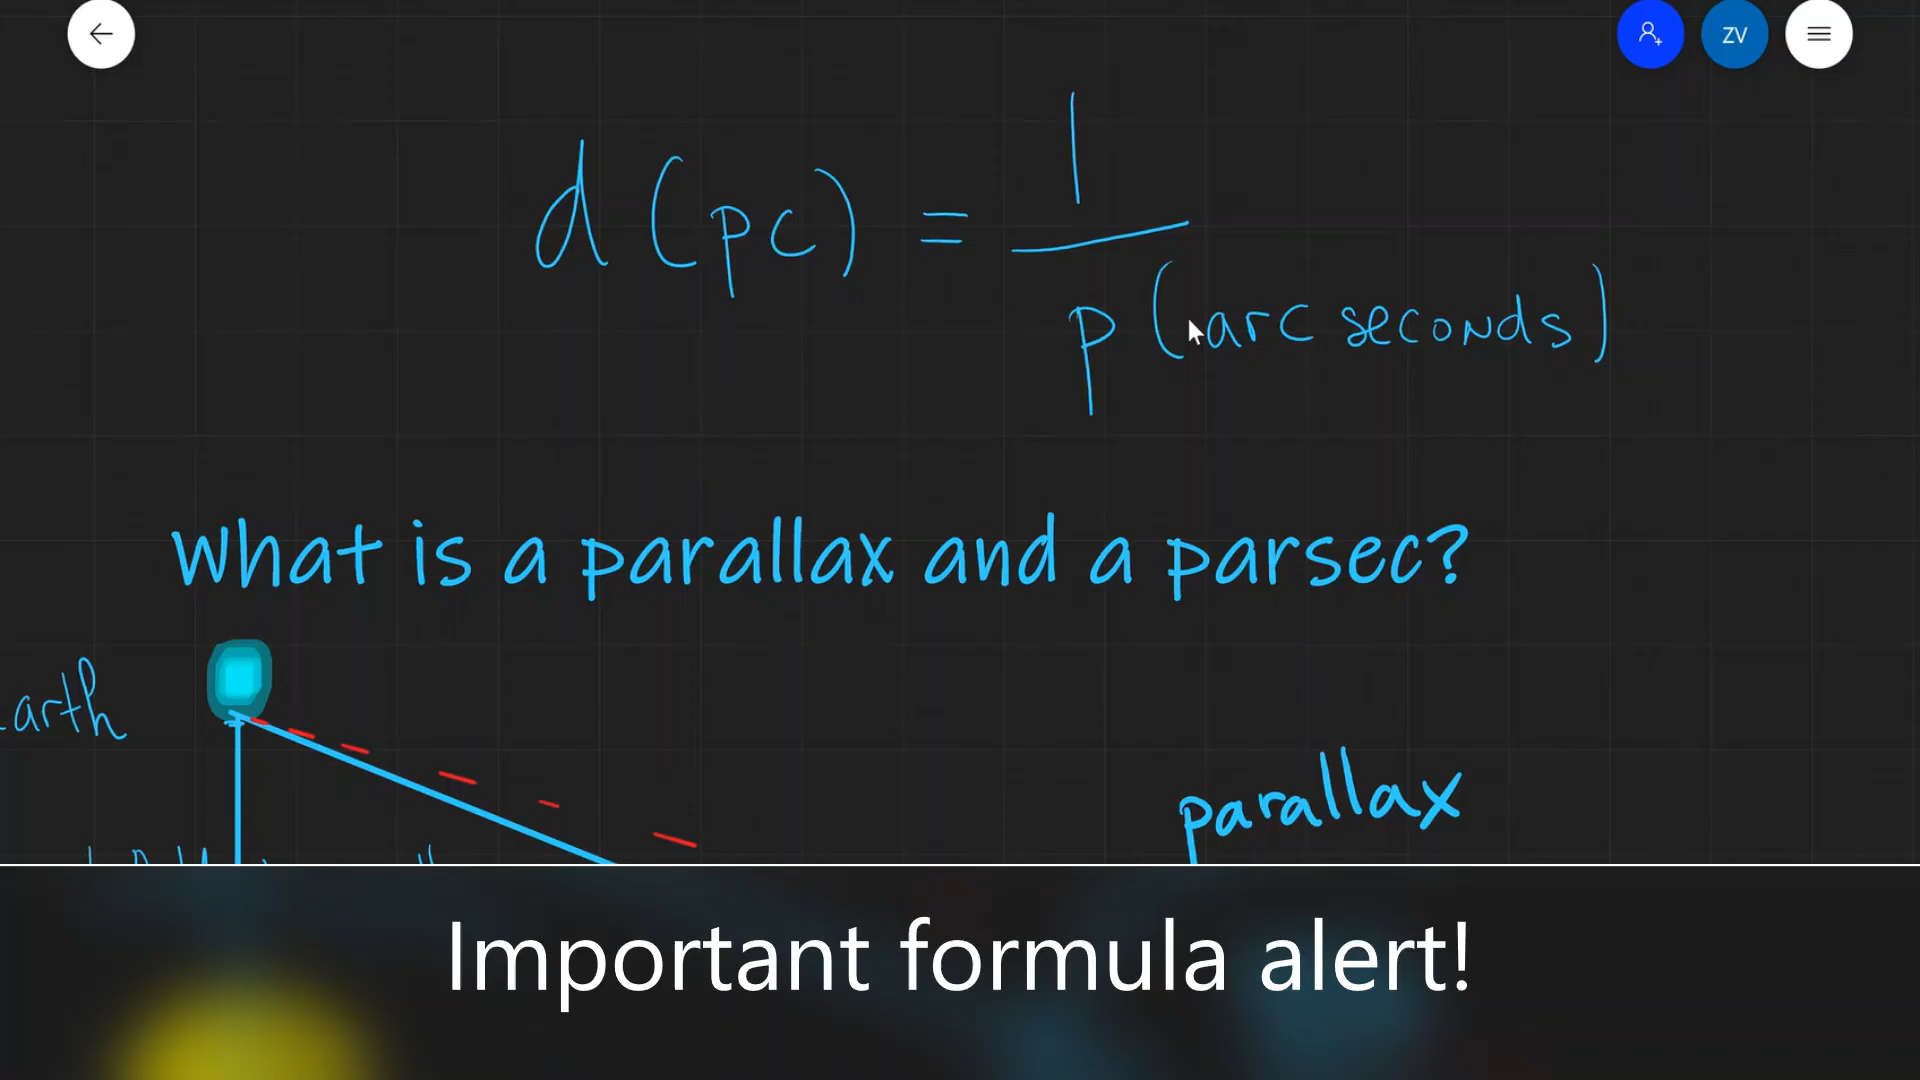 ZV
d (pc) = 1
p (arc seconds)
What is a parallax and a parsec?
arth
parallax
Important formula alert!